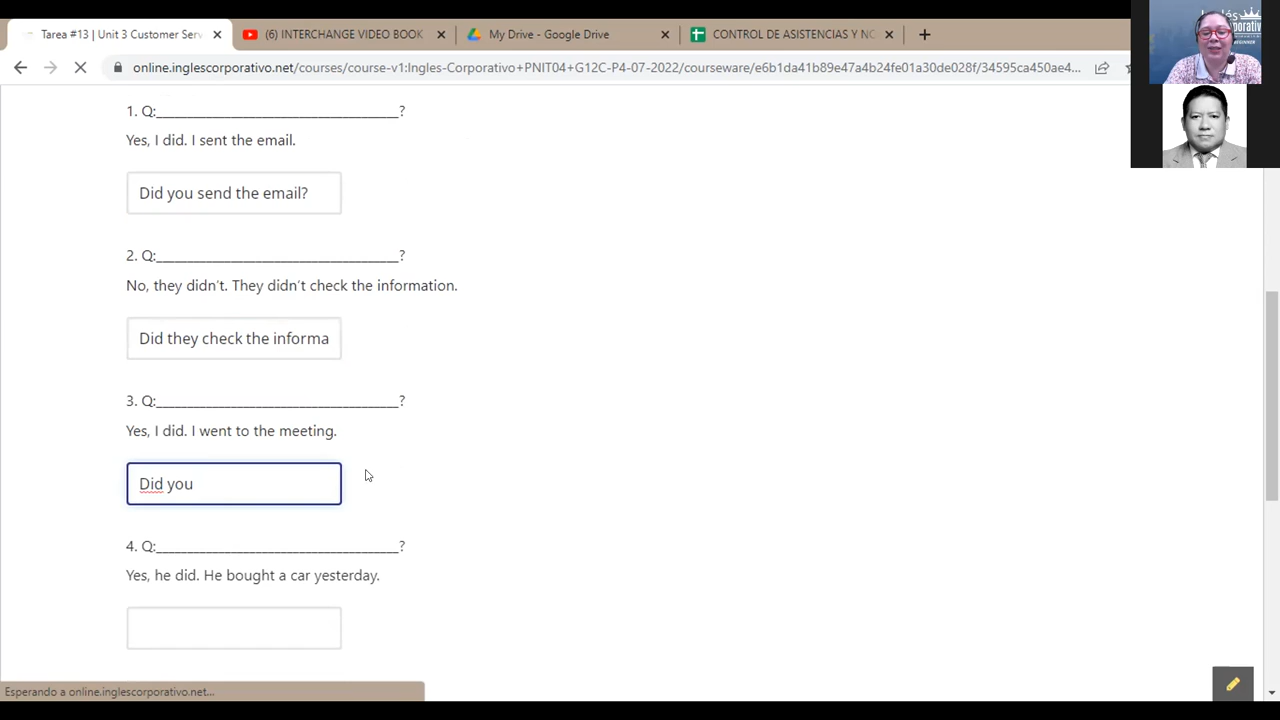 Tarea #13 | Unit 3 Customer Serv
(6) INTERCHANGE VIDEO BOOK
My Drive - Google Drive
CONTROL DE ASISTENCIAS Y NO
online.inglescorporativo.net/courses/course-v1:Ingles-Corporativo+PNIT04+G12C-P4-07-2022/courseware/e6b1da41b89e47a4b24fe01a30de028f/34595ca450ae4...
1. Q:___________________________________?
Yes, I did. I sent the email.
Did you send the email?
2. Q:___________________________________?
No, they didn´t. They didn´t check the information.
Did they check the informa
3. Q:___________________________________?
Yes, I did. I went to the meeting.
Did you
4. Q:___________________________________?
Yes, he did. He bought a car yesterday.
Esperando a online.inglescorporativo.net...